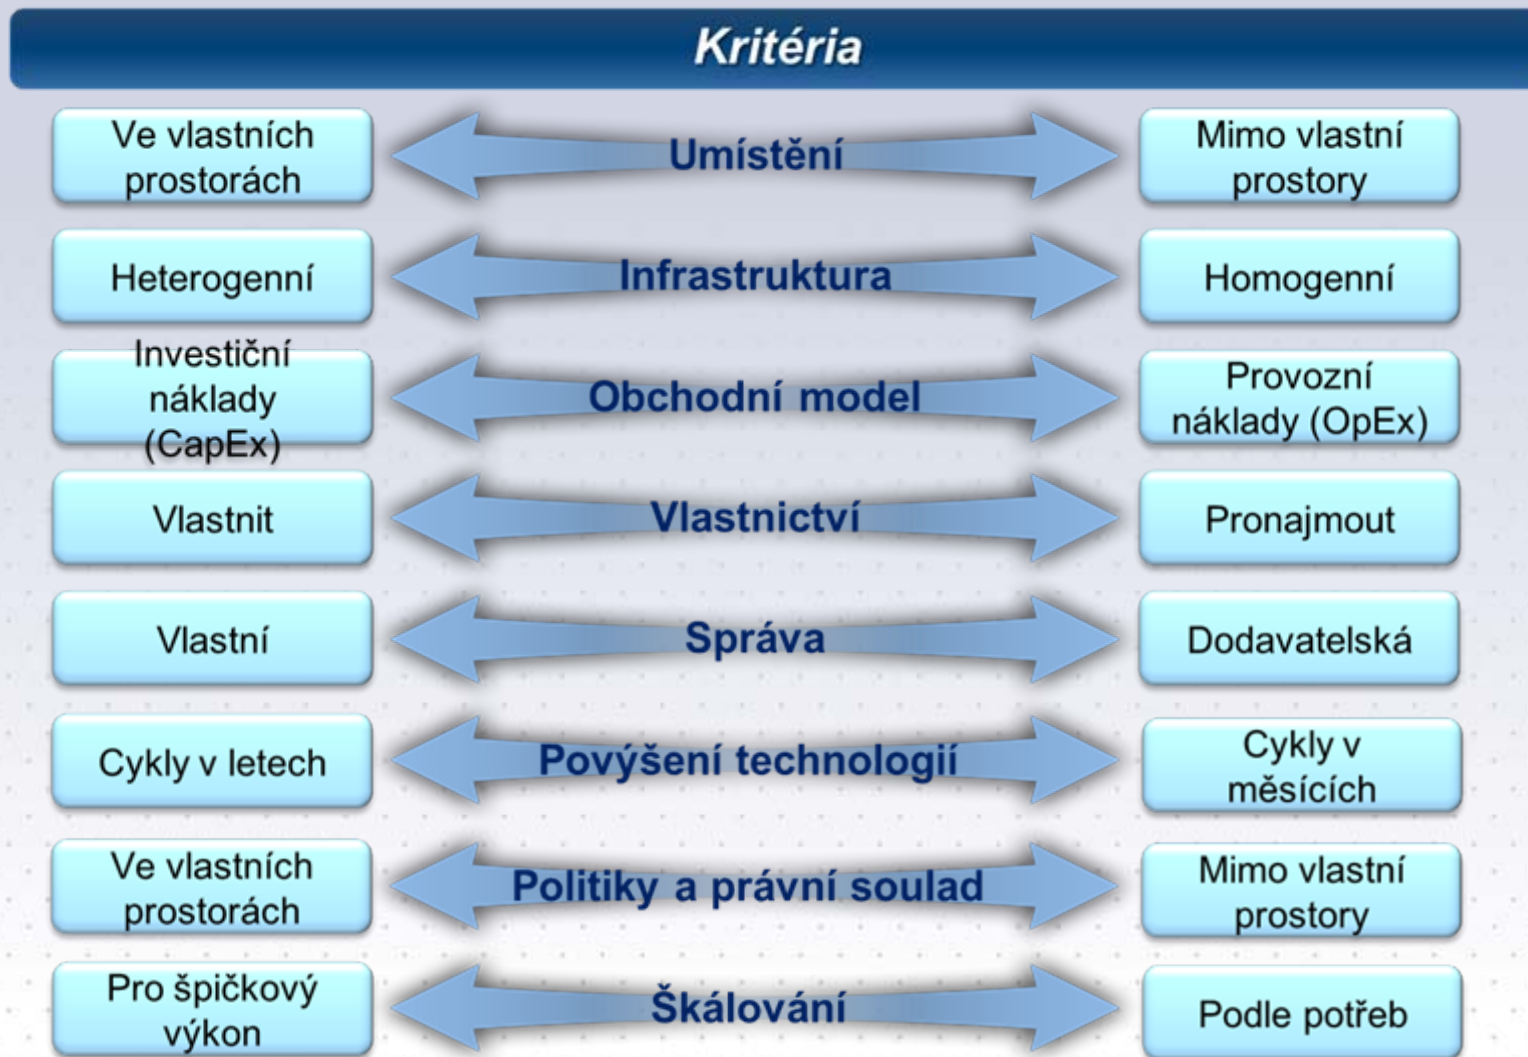 Kritéria
Ve vlastních
prostorách
Umístění
Mimo vlastní
prostory
Heterogenní
Infrastruktura
Homogenní
Investiční
náklady
(CapEx)
Obchodní model
Provozní
náklady (OpEx)
Vlastnit
Vlastnictví
Pronajmout
Vlastní
Správa
Dodavatelská
Cykly v letech
Povýšení technologií
Cykly v
měsících
Ve vlastních
prostorách
Politiky a právní soulad
Mimo vlastní
prostory
Pro špičkový
výkon
Škálování
Podle potřeb